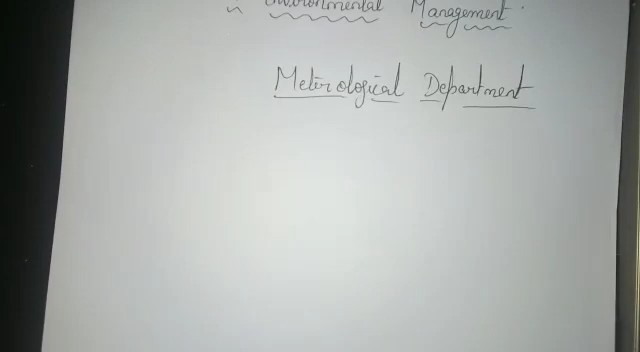 Environmental Management.
Meterological Department